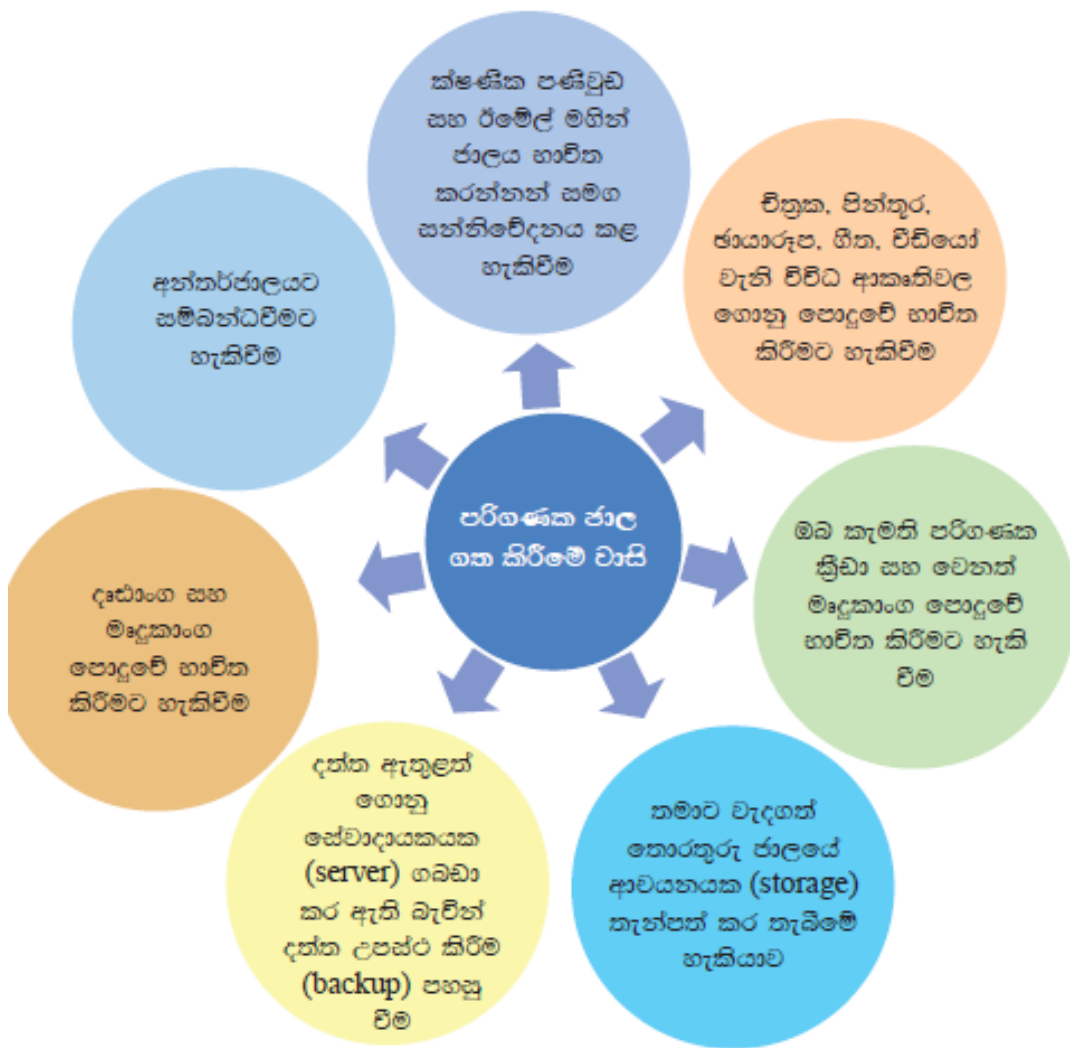 ක්ෂණික පණිවුඩ
සහ ඊමේල් මගින්
ජාලය භාවිත
කරන්නන් සමග
සන්නිවේදනය කළ
හැකිවීම
චිත්‍රක, පින්තූර,
ඡායාරූප, ගීත, වීඩියෝ
වැනි විවිධ ආකෘතිවල
ගොනු පොදුවේ භාවිත
කිරීමට හැකිවීම
ඔබ කැමති පරිගණක
ක්‍රීඩා සහ වෙනත්
මෘදුකාංග පොදුවේ
භාවිත කිරීමට හැකි
වීම
තමාට වැදගත්
තොරතුරු ජාලයේ
ආචයනයක (storage)
තැන්පත් කර තැබීමේ
හැකියාව
දත්ත ඇතුළත්
ගොනු
සේවාදායකයක
(server) ගබඩා
කර ඇති බැවින්
දත්ත උපස්ථ කිරීම
(backup) පහසු
වීම
දෘඪාංග සහ
මෘදුකාංග
පොදුවේ භාවිත
කිරීමට හැකිවීම
අන්තර්ජාලයට
සම්බන්ධවීමට
හැකිවීම
පරිගණක ජාල
ගත කිරීමේ වාසි